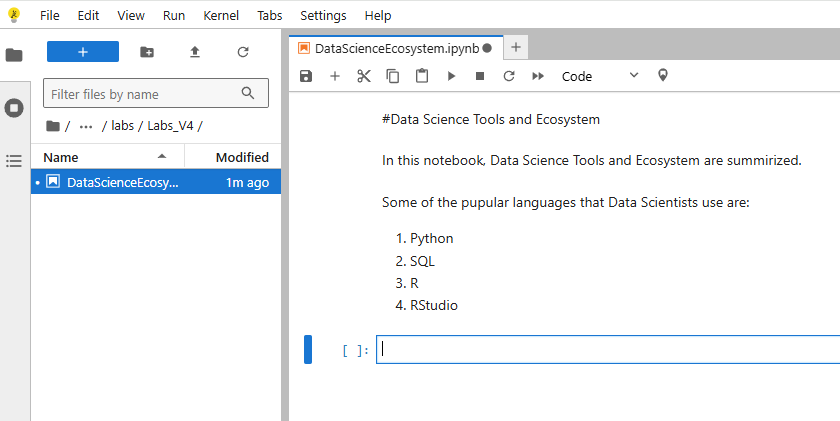 File Edit View Run Kernel Tabs Settings Help
DataScienceEcosystem.ipynb
Code
Filter files by name
/ ... / labs / Labs_V4 /
Name Modified
DataScienceEcosy... 1m ago
#Data Science Tools and Ecosystem
In this notebook, Data Science Tools and Ecosystem are summirized.
Some of the pupular languages that Data Scientists use are:
1. Python
2. SQL
3. R
4. RStudio
[ ]: